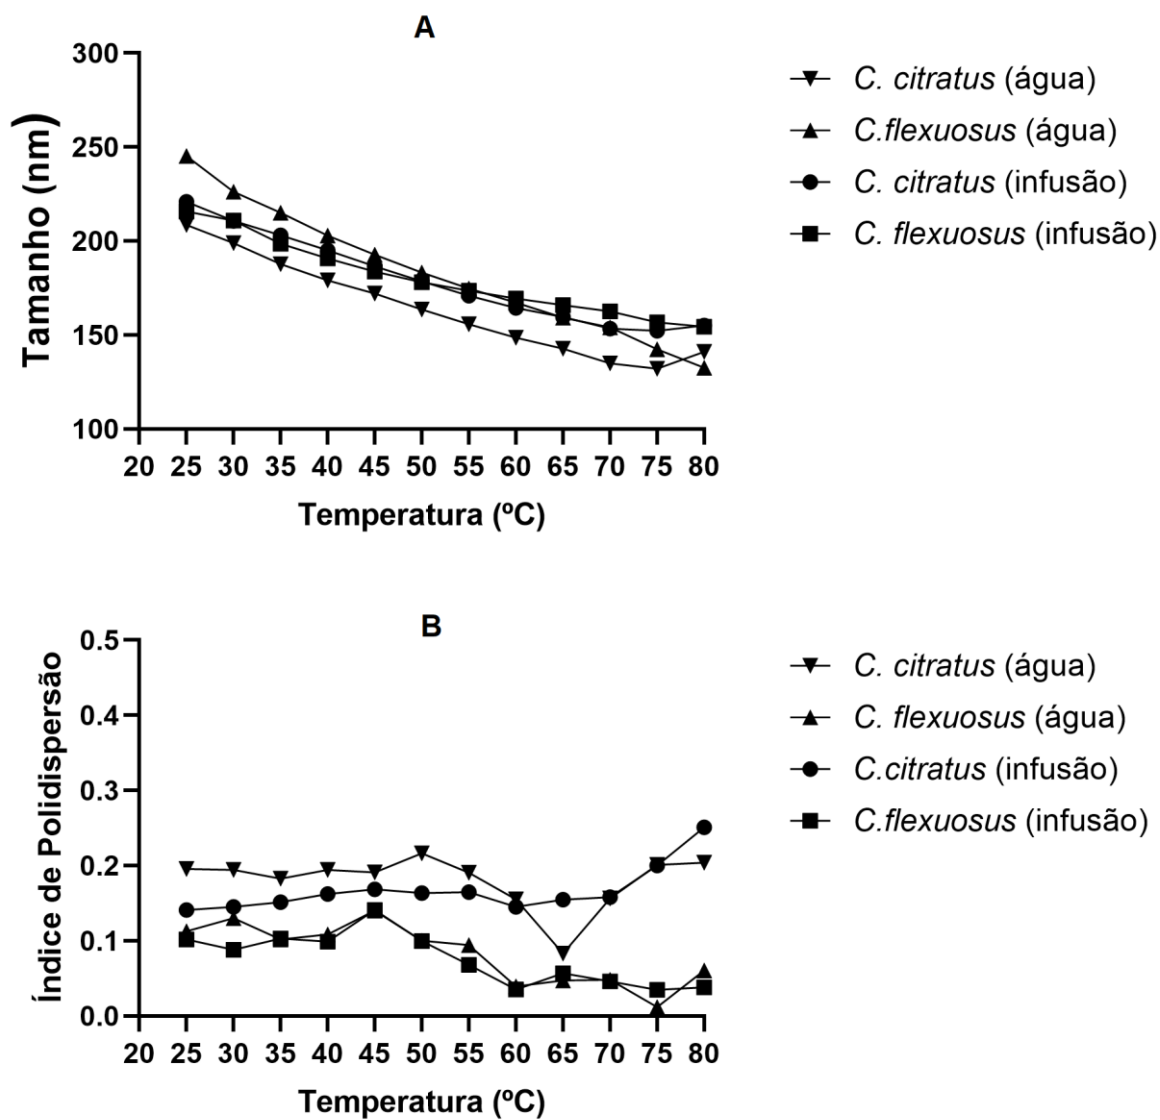 A
Tamanho (nm)
300
250
200
150
100
20 25 30 35 40 45 50 55 60 65 70 75 80
Temperatura (ºC)
C. citratus (água)
C.flexuosus (água)
C. citratus (infusão)
C. flexuosus (infusão)
B
Índice de Polidispersão
0.5
0.4
0.3
0.2
0.1
0.0
20 25 30 35 40 45 50 55 60 65 70 75 80
Temperatura (ºC)
C. citratus (água)
C. flexuosus (água)
C.citratus (infusão)
C.flexuosus (infusão)